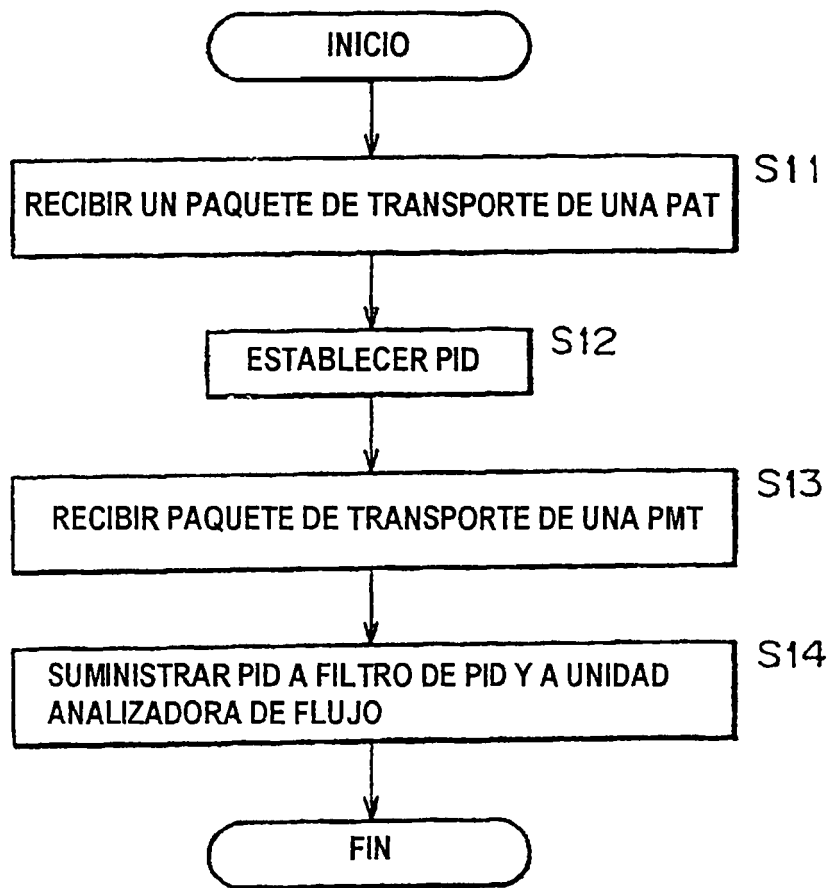 INICIO
RECIBIR UN PAQUETE DE TRANSPORTE DE UNA PAT
S11
ESTABLECER PID
S12
RECIBIR PAQUETE DE TRANSPORTE DE UNA PMT
S13
SUMINISTRAR PID A FILTRO DE PID Y A UNIDAD
ANALIZADORA DE FLUJO
S14
FIN